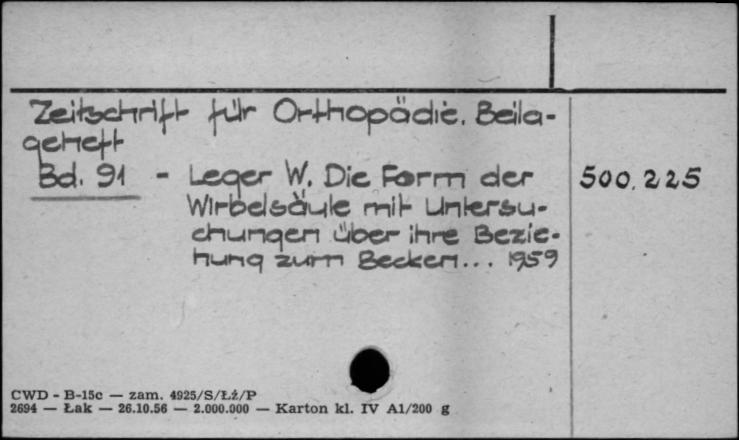 Zeitschrift für Orthopädie. Beila-
geheft
Bd. 91 - Leger W. Die Form der 500.225
Wirbelsäule mit Untersu-
chungen über ihre Bezie-
hung zum Becken... 1959
CWD - B-15c — zam. 4925/S/Łż/P
2694 — Łak — 26.10.56 — 2.000.000 — Karton kl. IV A1/200 g